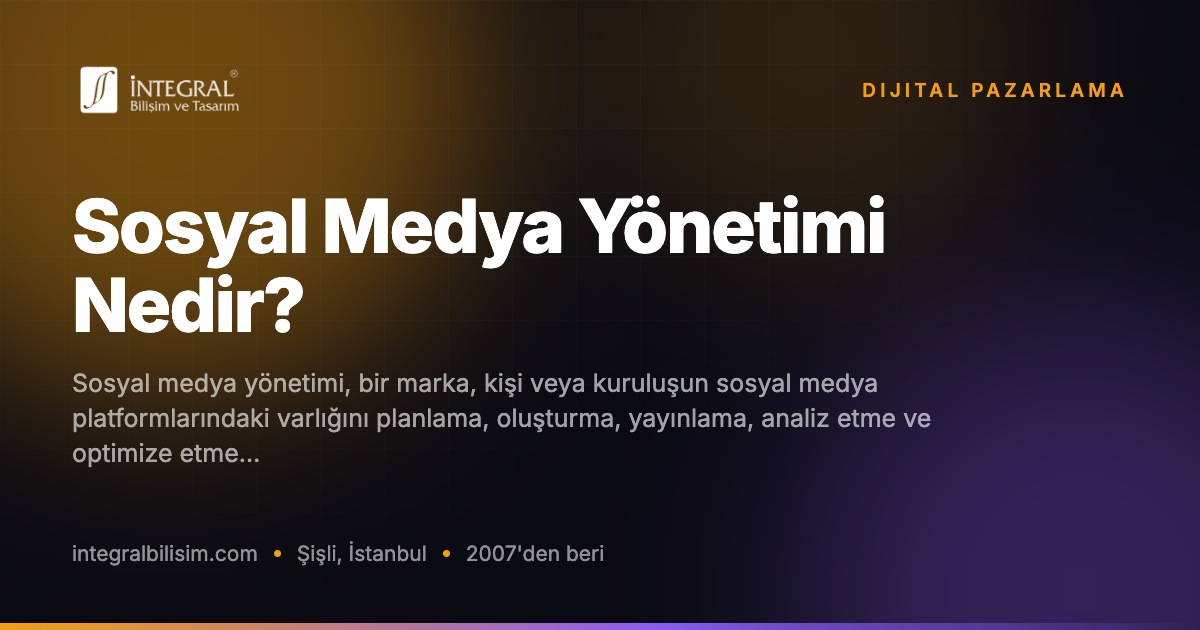 İNTEGRAL®
Bilişim ve Tasarım
DIJITAL PAZARLAMA
Sosyal Medya Yönetimi
Nedir?
Sosyal medya yönetimi, bir marka, kişi veya kuruluşun sosyal medya
platformlarındaki varlığını planlama, oluşturma, yayınlama, analiz etme ve
optimize etme...
integralbilisim.com • Şişli, İstanbul • 2007'den beri